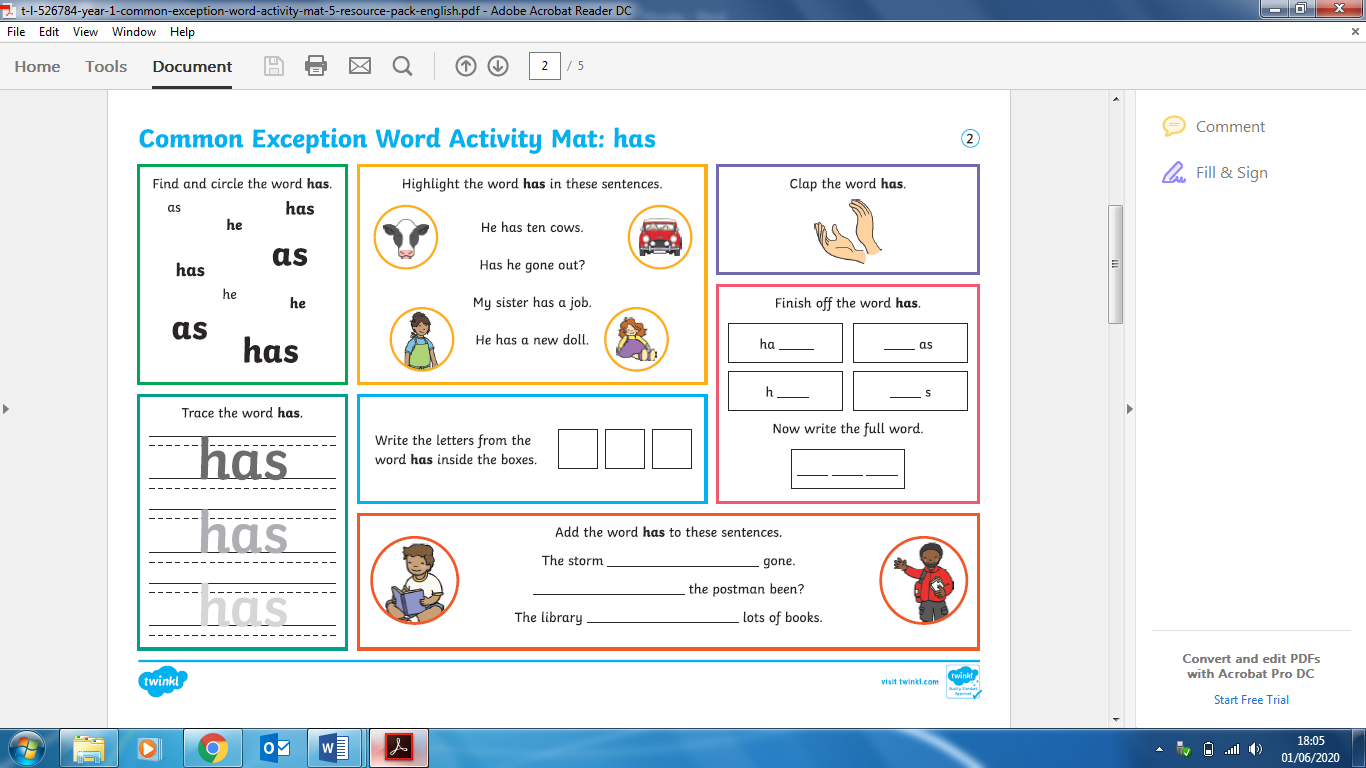 t-l-526784-year-1-common-exception-word-activity-mat-5-resource-pack-english.pdf - Adobe Acrobat Reader DC
File Edit View Window Help
Home Tools Document 2 / 5
Common Exception Word Activity Mat: has 2
Find and circle the word has.
as
he
has
as
has
he
he
as
has
Highlight the word has in these sentences.
He has ten cows.
Has he gone out?
My sister has a job.
He has a new doll.
Clap the word has.
Finish off the word has.
ha ____
____ as
h ____
____ s
Now write the full word.
____ ____ ____
Trace the word has.
has
has
has
Write the letters from the
word has inside the boxes.
Add the word has to these sentences.
The storm ____________________ gone.
____________________ the postman been?
The library ____________________ lots of books.
twinkl
visit twinkl.com
twinkl
Quality Standard
Approved
Comment
Fill & Sign
Convert and edit PDFs
with Acrobat Pro DC
Start Free Trial
18:05
01/06/2020